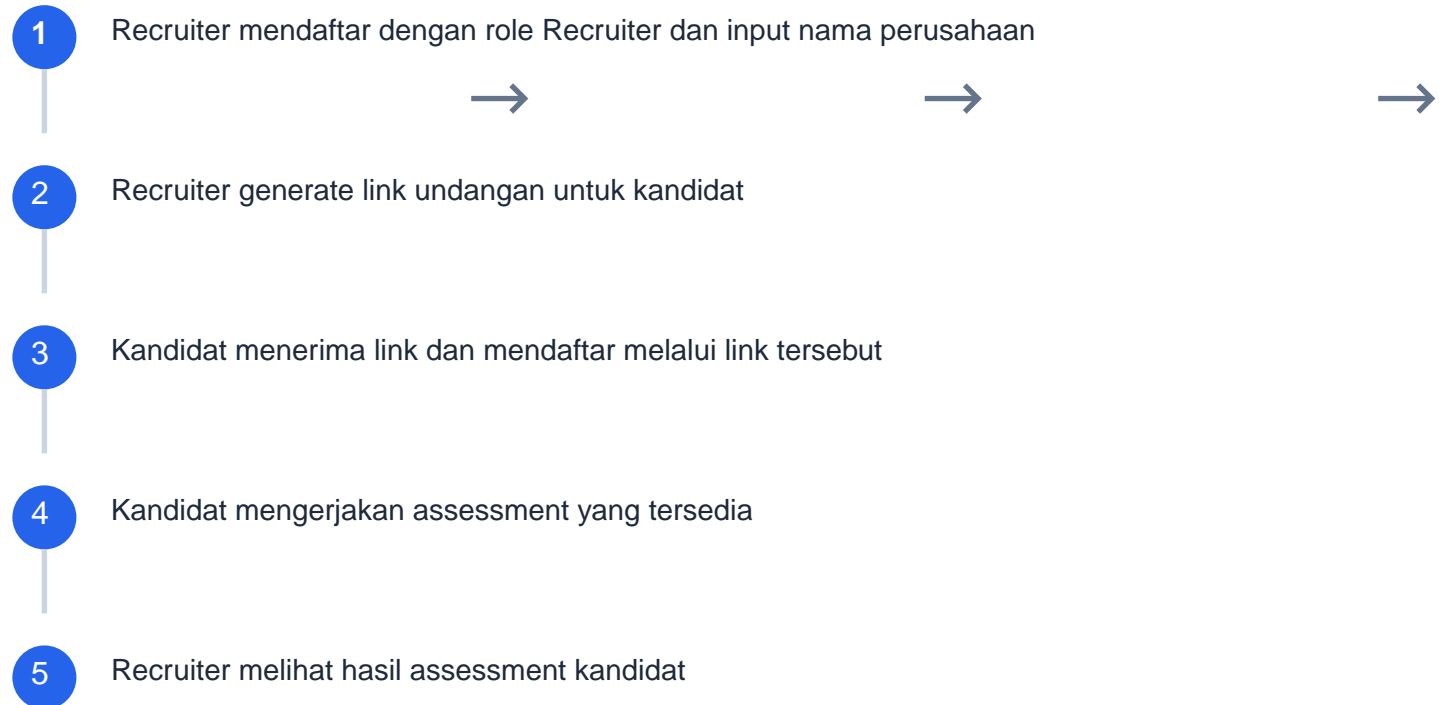 1 Recruiter mendaftar dengan role Recruiter dan input nama perusahaan
2 Recruiter generate link undangan untuk kandidat
3 Kandidat menerima link dan mendaftar melalui link tersebut
4 Kandidat mengerjakan assessment yang tersedia
5 Recruiter melihat hasil assessment kandidat